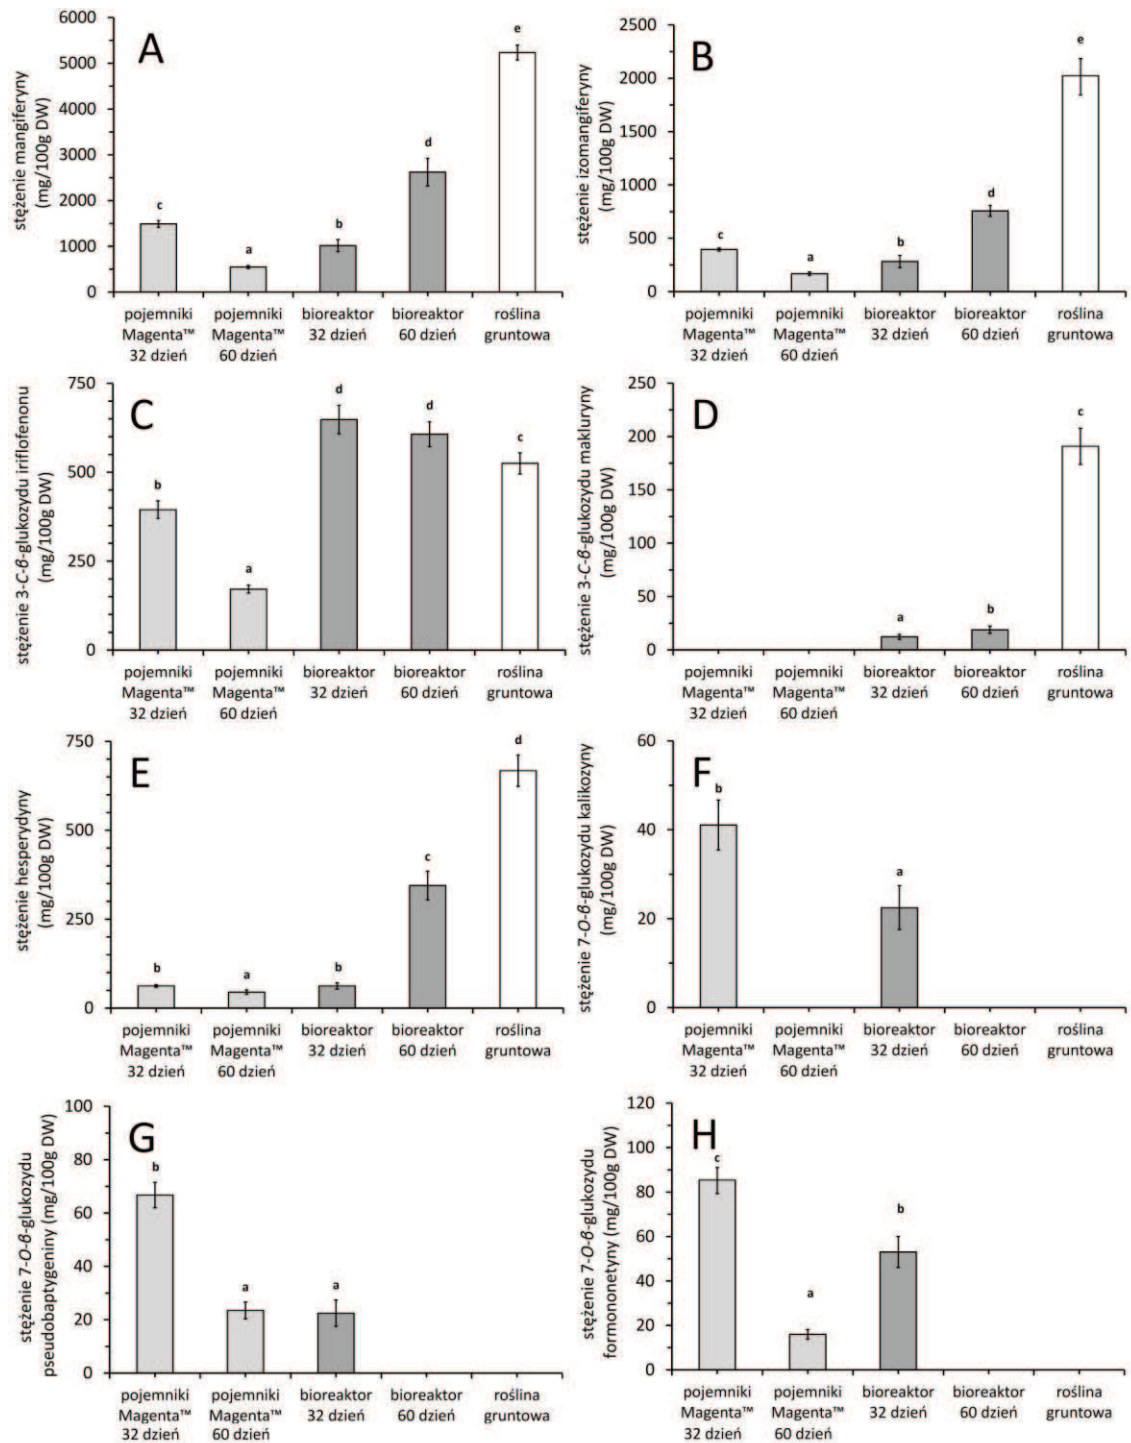 A
stężenie mangiferyny
(mg/100g DW)
6000
5000
4000
3000
2000
1000
0
c
a
b
d
e
pojemniki Magenta™ 32 dzień
pojemniki Magenta™ 60 dzień
bioreaktor 32 dzień
bioreaktor 60 dzień
roślina gruntowa
B
stężenie izomangiferyny
(mg/100g DW)
2500
2000
1500
1000
500
0
c
a
b
d
e
pojemniki Magenta™ 32 dzień
pojemniki Magenta™ 60 dzień
bioreaktor 32 dzień
bioreaktor 60 dzień
roślina gruntowa
C
stężenie 3-C-β-glukozydu iriflofenonu
(mg/100g DW)
750
500
250
0
b
a
d
d
c
pojemniki Magenta™ 32 dzień
pojemniki Magenta™ 60 dzień
bioreaktor 32 dzień
bioreaktor 60 dzień
roślina gruntowa
D
stężenie 3-C-β-glukozydu makluryny
(mg/100g DW)
250
200
150
100
50
0
a
b
c
pojemniki Magenta™ 32 dzień
pojemniki Magenta™ 60 dzień
bioreaktor 32 dzień
bioreaktor 60 dzień
roślina gruntowa
E
stężenie hesperydyny
(mg/100g DW)
750
500
250
0
b
a
b
c
d
pojemniki Magenta™ 32 dzień
pojemniki Magenta™ 60 dzień
bioreaktor 32 dzień
bioreaktor 60 dzień
roślina gruntowa
F
stężenie 7-O-β-glukozydu kalikozyny
(mg/100g DW)
60
40
20
0
b
a
pojemniki Magenta™ 32 dzień
pojemniki Magenta™ 60 dzień
bioreaktor 32 dzień
bioreaktor 60 dzień
roślina gruntowa
G
stężenie 7-O-β-glukozydu
pseudobaptygeniny (mg/100g DW)
100
80
60
40
20
0
b
a
a
pojemniki Magenta™ 32 dzień
pojemniki Magenta™ 60 dzień
bioreaktor 32 dzień
bioreaktor 60 dzień
roślina gruntowa
H
stężenie 7-O-β-glukozydu
formononetyny (mg/100g DW)
120
100
80
60
40
20
0
c
a
b
pojemniki Magenta™ 32 dzień
pojemniki Magenta™ 60 dzień
bioreaktor 32 dzień
bioreaktor 60 dzień
roślina gruntowa